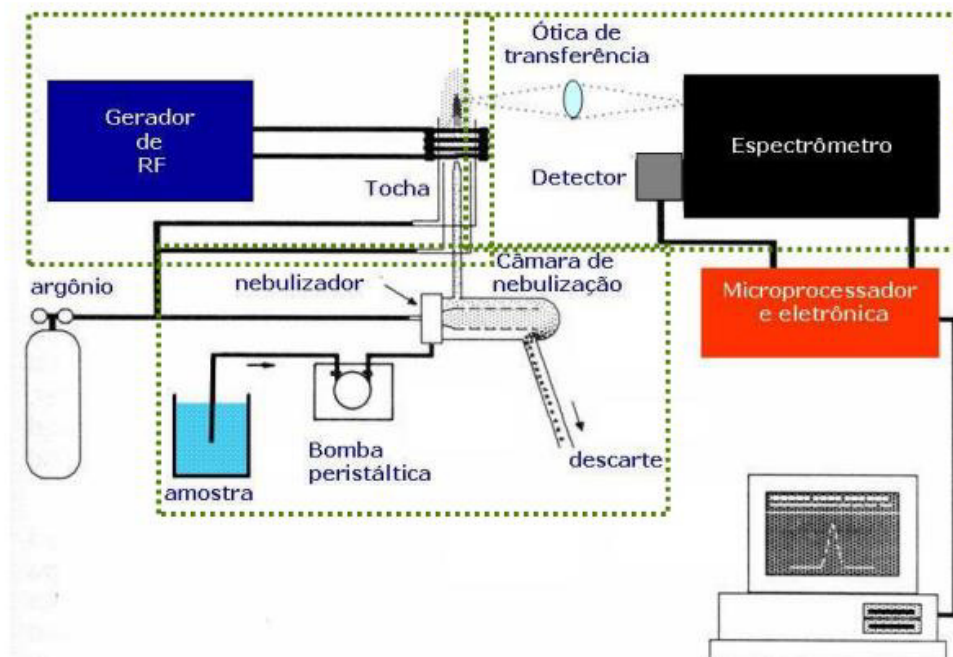 Ótica de
transferência
Gerador
de
RF
Espectrômetro
Detector
Tocha
Câmara de
nebulização
argônio
nebulizador
Microprocessador
e eletrônica
Bomba
peristáltica
descarte
amostra